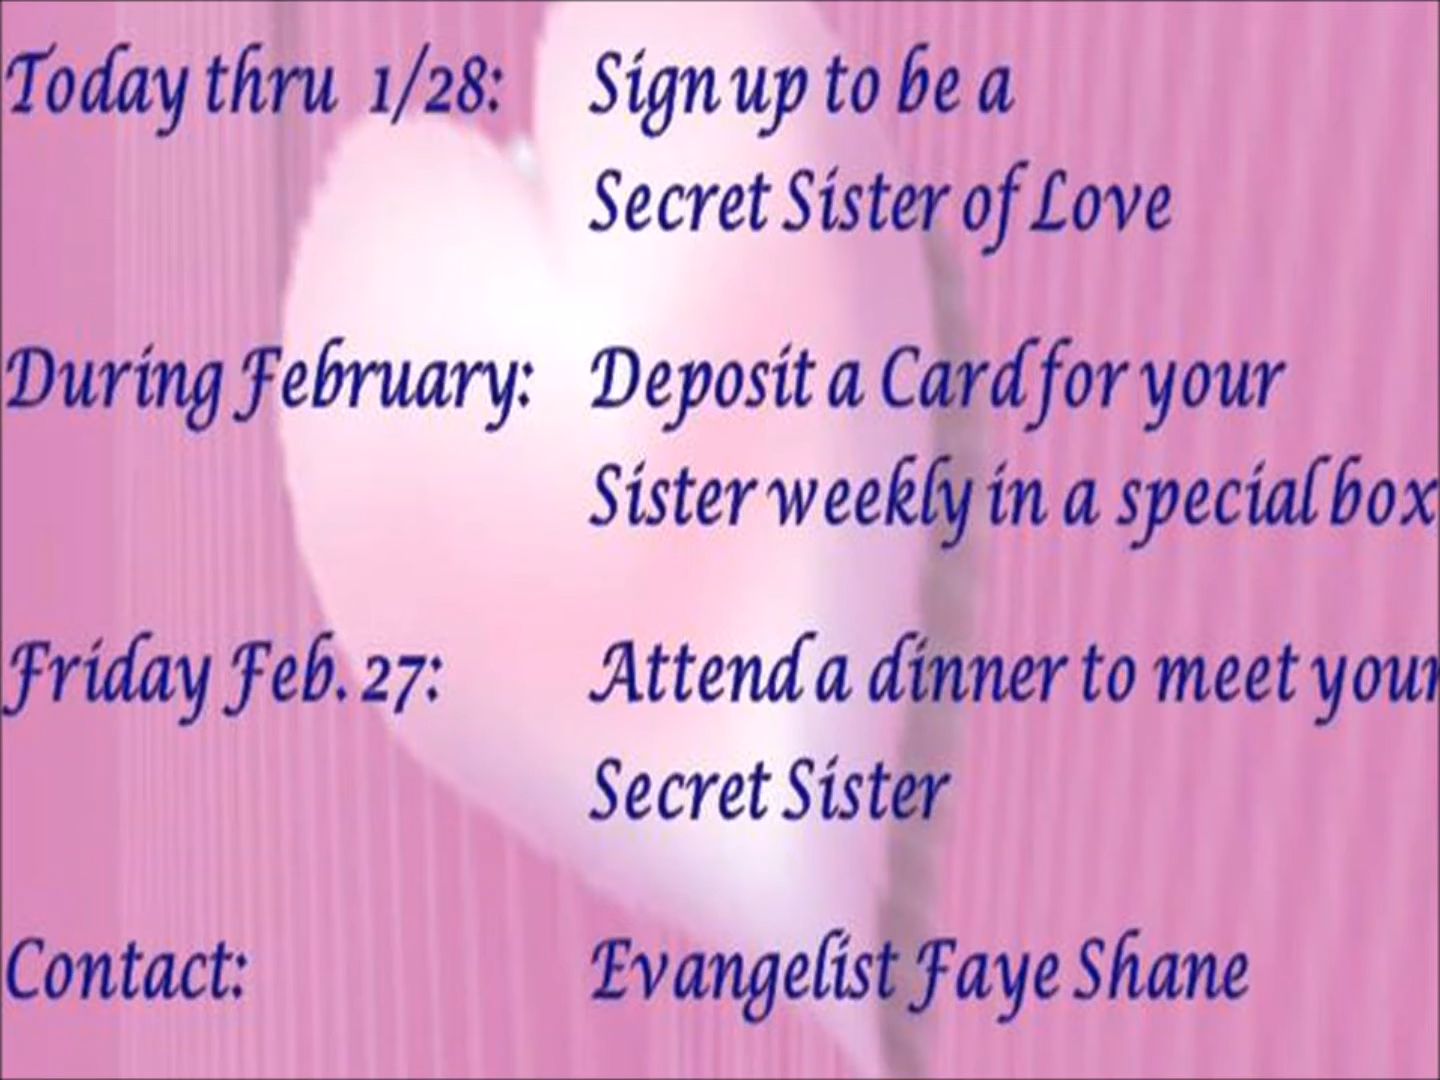 Today thru 1/28: Sign up to be a
Secret Sister of Love
During February: Deposit a Card for your
Sister weekly in a special box
Friday Feb. 27: Attend a dinner to meet your
Secret Sister
Contact: Evangelist Faye Shane